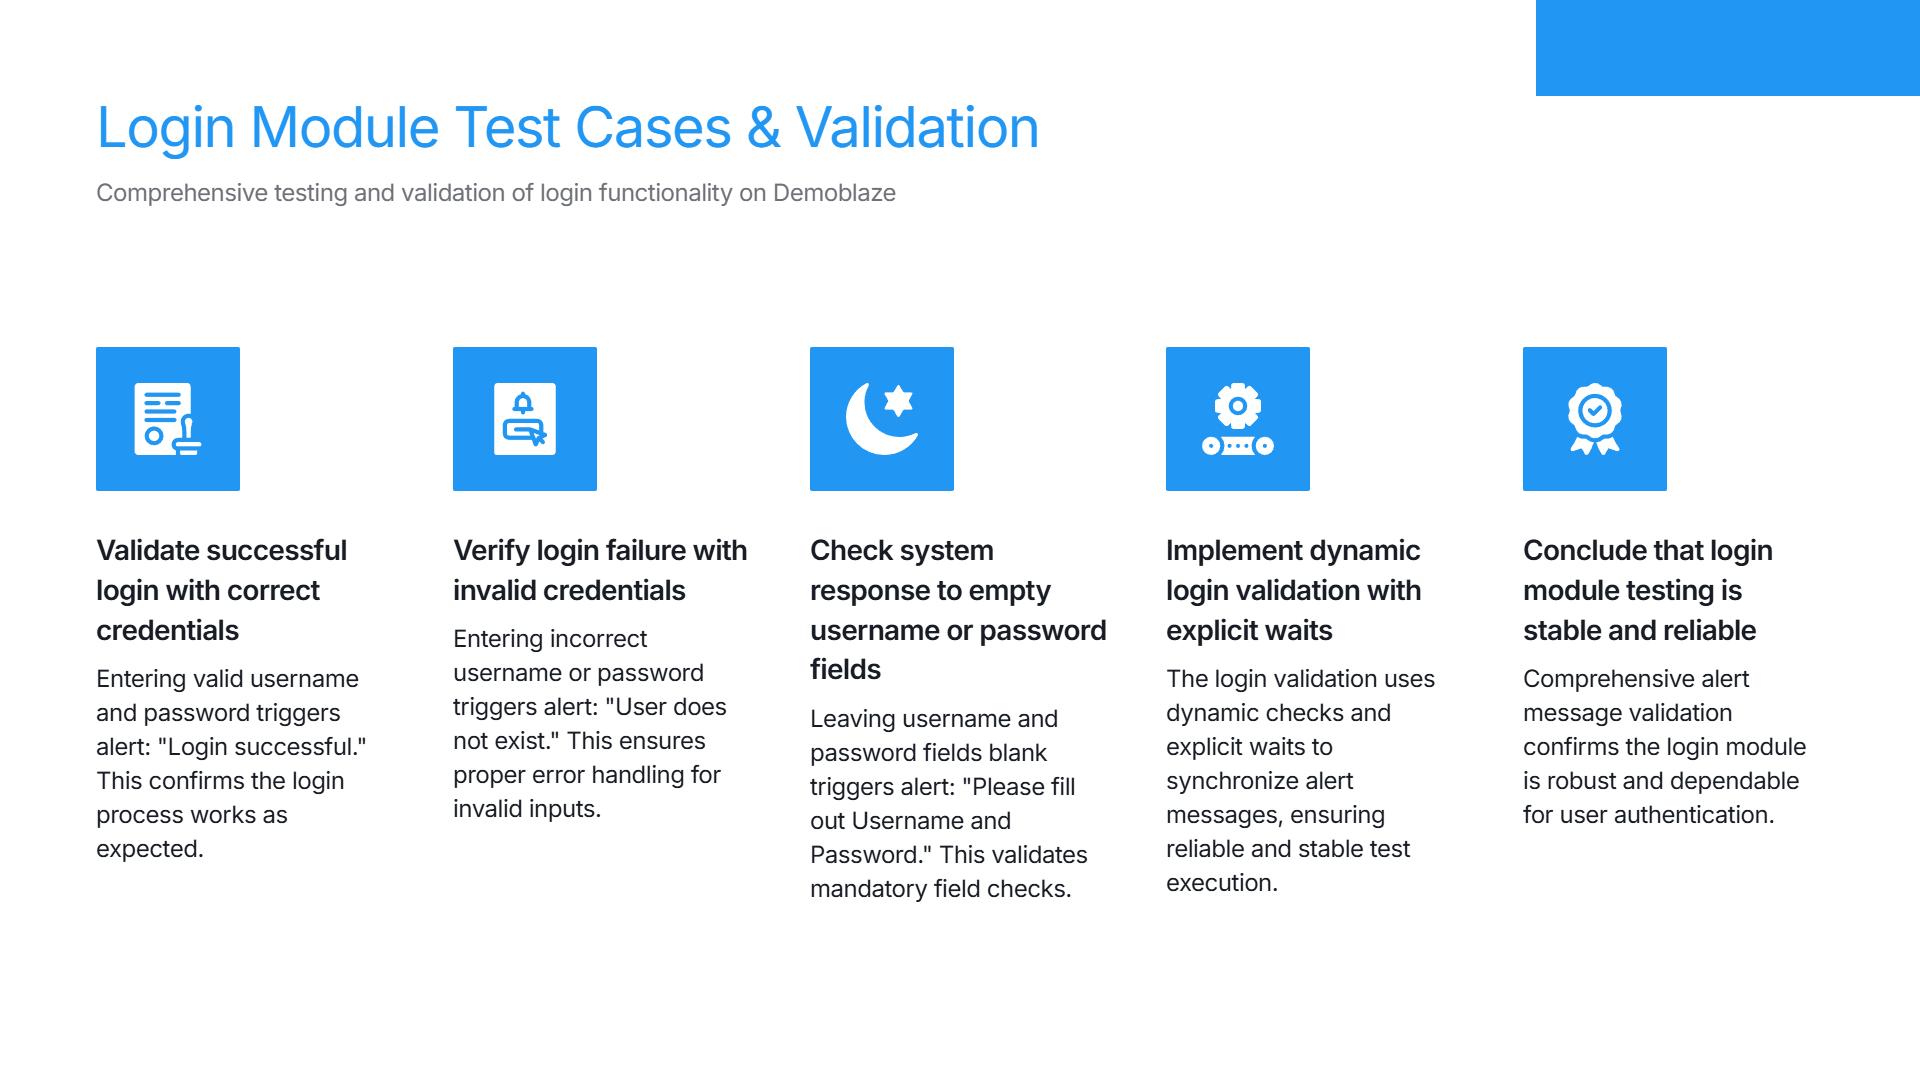 Login Module Test Cases & Validation
Comprehensive testing and validation of login functionality on Demoblaze
Validate successful
login with correct
credentials
Entering valid username
and password triggers
alert: "Login successful."
This confirms the login
process works as
expected.
Verify login failure with
invalid credentials
Entering incorrect
username or password
triggers alert: "User does
not exist." This ensures
proper error handling for
invalid inputs.
Check system
response to empty
username or password
fields
Leaving username and
password fields blank
triggers alert: "Please fill
out Username and
Password." This validates
mandatory field checks.
Implement dynamic
login validation with
explicit waits
The login validation uses
dynamic checks and
explicit waits to
synchronize alert
messages, ensuring
reliable and stable test
execution.
Conclude that login
module testing is
stable and reliable
Comprehensive alert
message validation
confirms the login module
is robust and dependable
for user authentication.